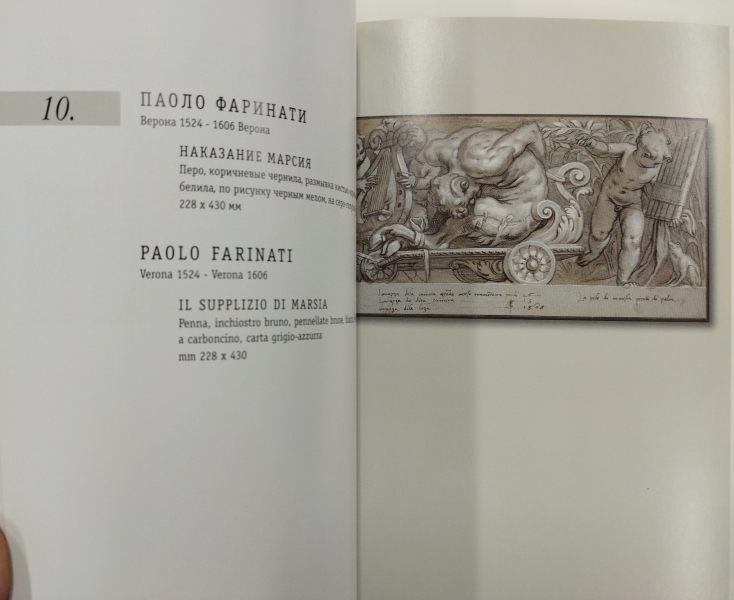 10.
ПАОЛО ФАРИНАТИ
Верона 1524 - 1606 Верона
НАКАЗАНИЕ МАРСИЯ
Перо, коричневые чернила, размывка кистью
белила, по рисунку черным мелом, на
228 х 430 мм
PAOLO FARINATI
Verona 1524 - Verona 1606
IL SUPPLIZIO DI MARSIA
Penna, inchiostro bruno, pennellate brune,
a carboncino, carta grigio-azzurra
mm 228 x 430